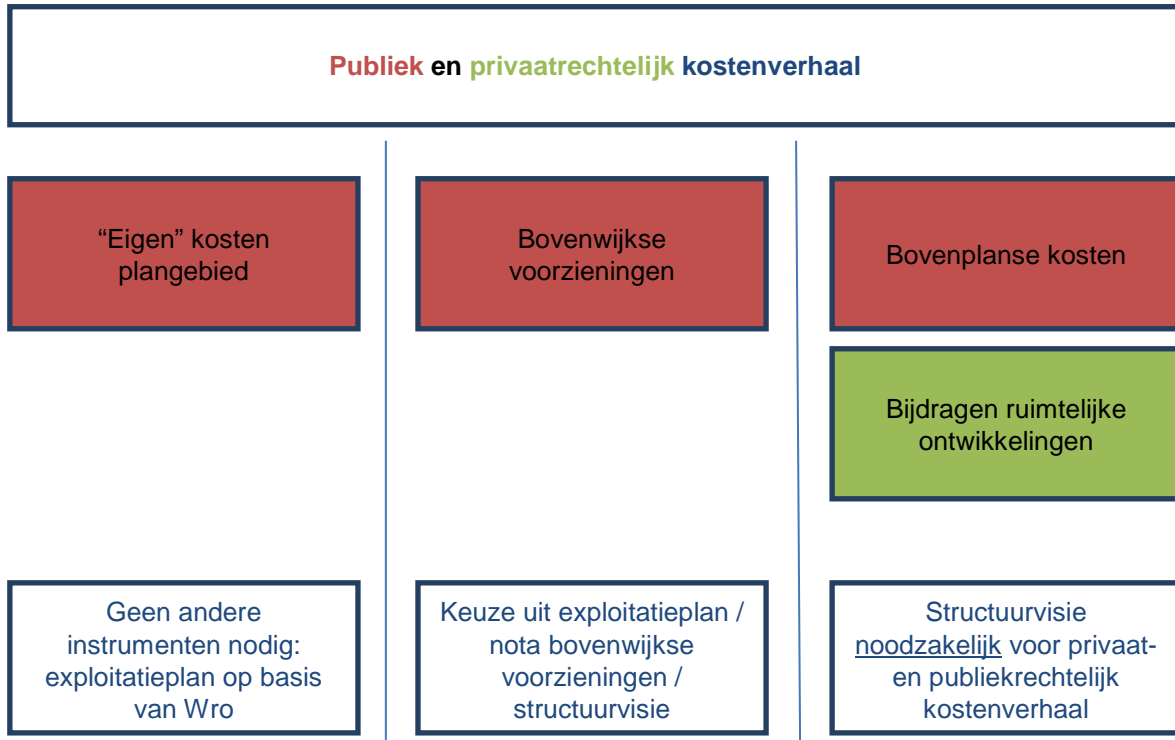 Publiek en privaatrechtelijk kostenverhaal
“Eigen” kosten
plangebied
Bovenwijkse
voorzieningen
Bovenplanse kosten
Bijdragen ruimtelijke
ontwikkelingen
Geen andere
instrumenten nodig:
exploitatieplan op basis
van Wro
Keuze uit exploitatieplan /
nota bovenwijkse
voorzieningen /
structuurvisie
Structuurvisie
noodzakelijk voor privaat-
en publiekrechtelijk
kostenverhaal